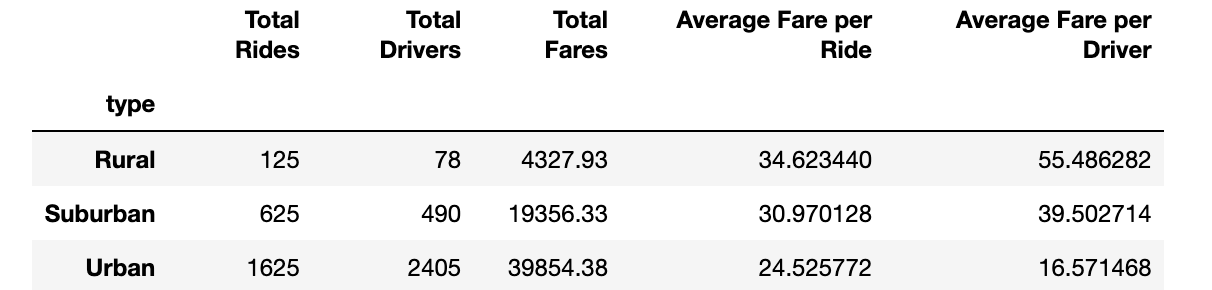 Total Rides Total Drivers Total Fares Average Fare per Ride Average Fare per Driver
type
Rural 125 78 4327.93 34.623440 55.486282
Suburban 625 490 19356.33 30.970128 39.502714
Urban 1625 2405 39854.38 24.525772 16.571468